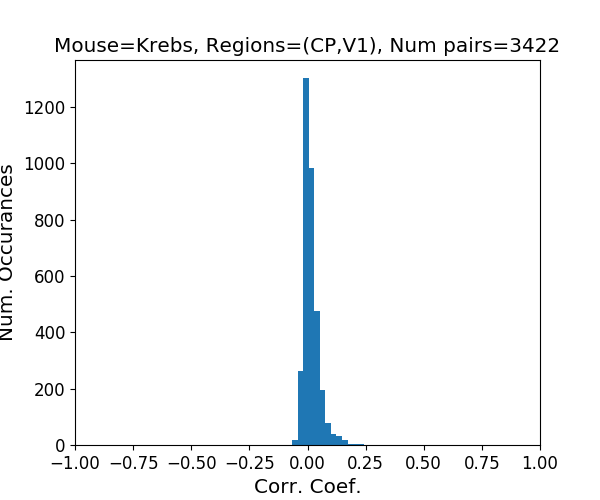 Mouse=Krebs, Regions=(CP,V1), Num pairs=3422
1200
1000
800
600
400
200
0
Num. Occurances
−1.00 −0.75 −0.50 −0.25 0.00 0.25 0.50 0.75 1.00
Corr. Coef.